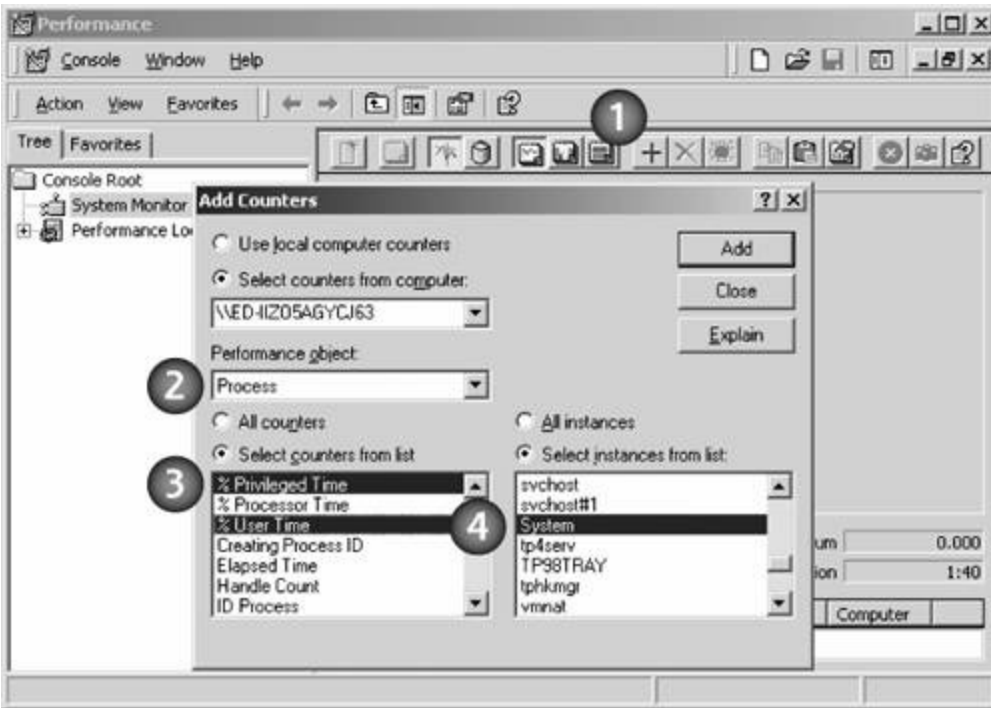 Performance
Console Window Help
Action View Favorites
1
Tree Favorites
Console Root
System Monitor
Performance Lo
Add Counters
Use local computer counters
Select counters from computer:
Add
Close
Explain
\\ED-IIZO5AGYCJ63
Performance object:
2
Process
All counters
All instances
Select counters from list
Select instances from list:
3
% Privileged Time
% Processor Time
% User Time
Creating Process ID
Elapsed Time
Handle Count
ID Process
4
svchost
svchost#1
System
tp4serv
TP98TRAY
tphkmgr
vmnat
um 0.000
ion 1:40
Computer